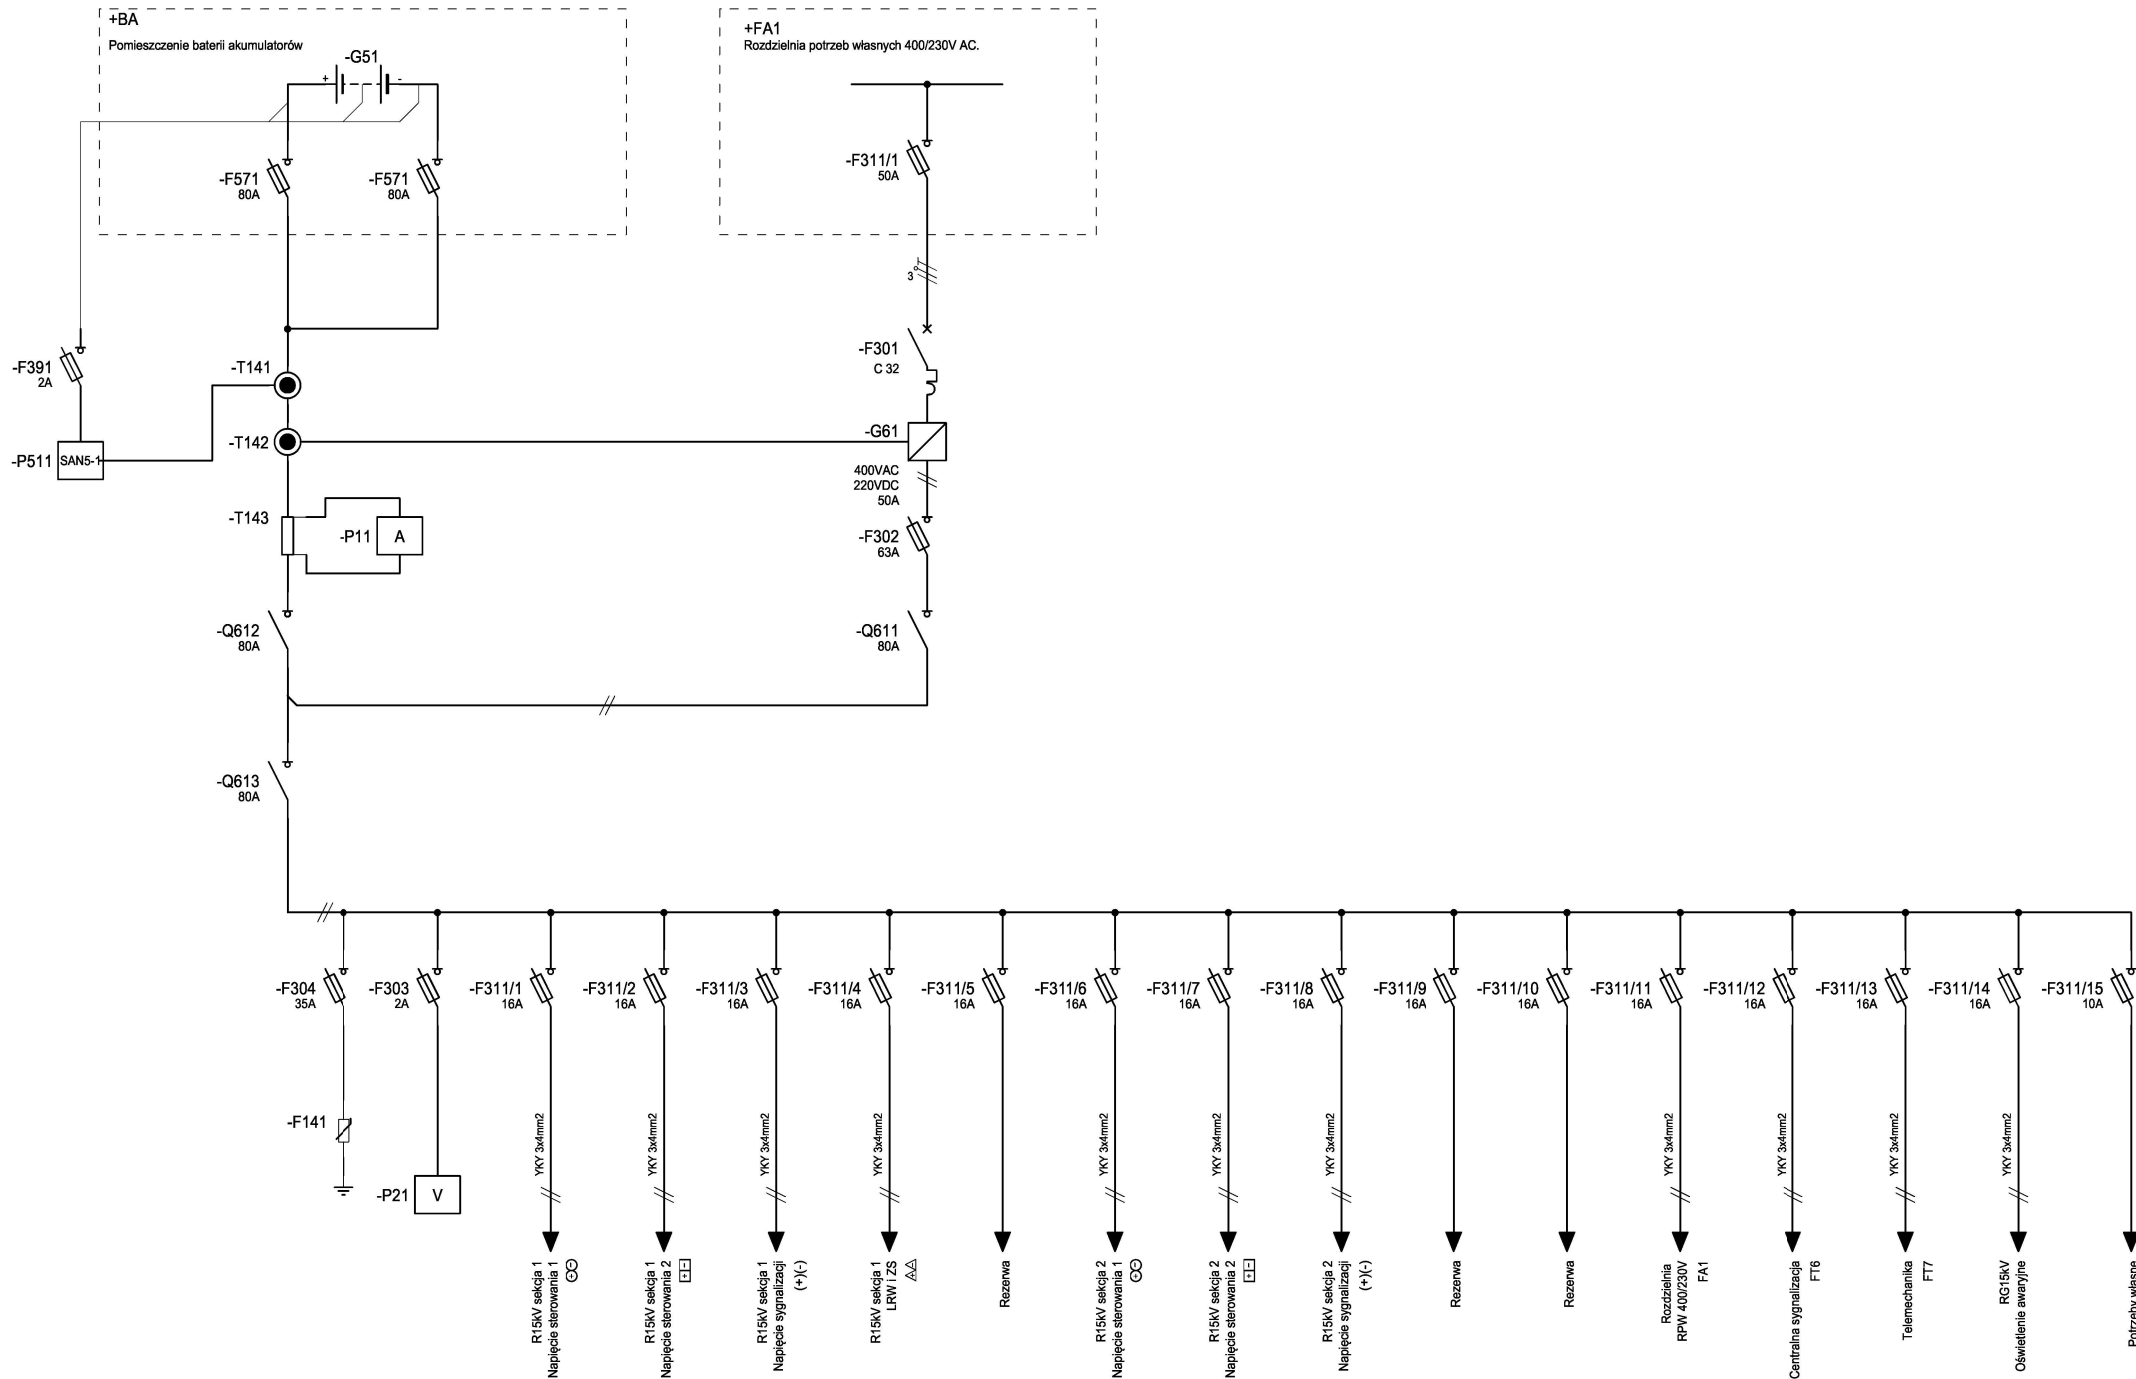 +BA
Pomieszczenie baterii akumulatorów
-G51
+
-
-F571
80A
-F571
80A
+FA1
Rozdzielnia potrzeb własnych 400/230V AC.
-F311/1
50A
3
-F301
C 32
-F391
2A
-T141
-T142
-G61
400VAC
220VDC
50A
-P511
SAN5-1
-T143
-P11
A
-F302
63A
-Q612
80A
-Q611
80A
-Q613
80A
-F304
35A
-F303
2A
-F311/1
16A
-F311/2
16A
-F311/3
16A
-F311/4
16A
-F311/5
16A
-F311/6
16A
-F311/7
16A
-F311/8
16A
-F311/9
16A
-F311/10
16A
-F311/11
16A
-F311/12
16A
-F311/13
16A
-F311/14
16A
-F311/15
10A
-F141
-P21
V
YKY 3x4mm2
YKY 3x4mm2
YKY 3x4mm2
YKY 3x4mm2
YKY 3x4mm2
YKY 3x4mm2
YKY 3x4mm2
YKY 3x4mm2
YKY 3x4mm2
YKY 3x4mm2
YKY 3x4mm2
R15kV sekcja 1
Napięcie sterowania 1
R15kV sekcja 1
Napięcie sterowania 2
R15kV sekcja 1
Napięcie sygnalizacji
(+)(-)
R15kV sekcja 1
LRW i ZS
Rezerwa
R15kV sekcja 2
Napięcie sterowania 1
R15kV sekcja 2
Napięcie sterowania 2
R15kV sekcja 2
Napięcie sygnalizacji
(+)(-)
Rezerwa
Rezerwa
Rozdzielnia
RPW 400/230V
FA1
Centralna sygnalizacja
FT6
Telemechanika
FT7
RG15kV
Oświetlenie awaryjne
Potrzeby własne